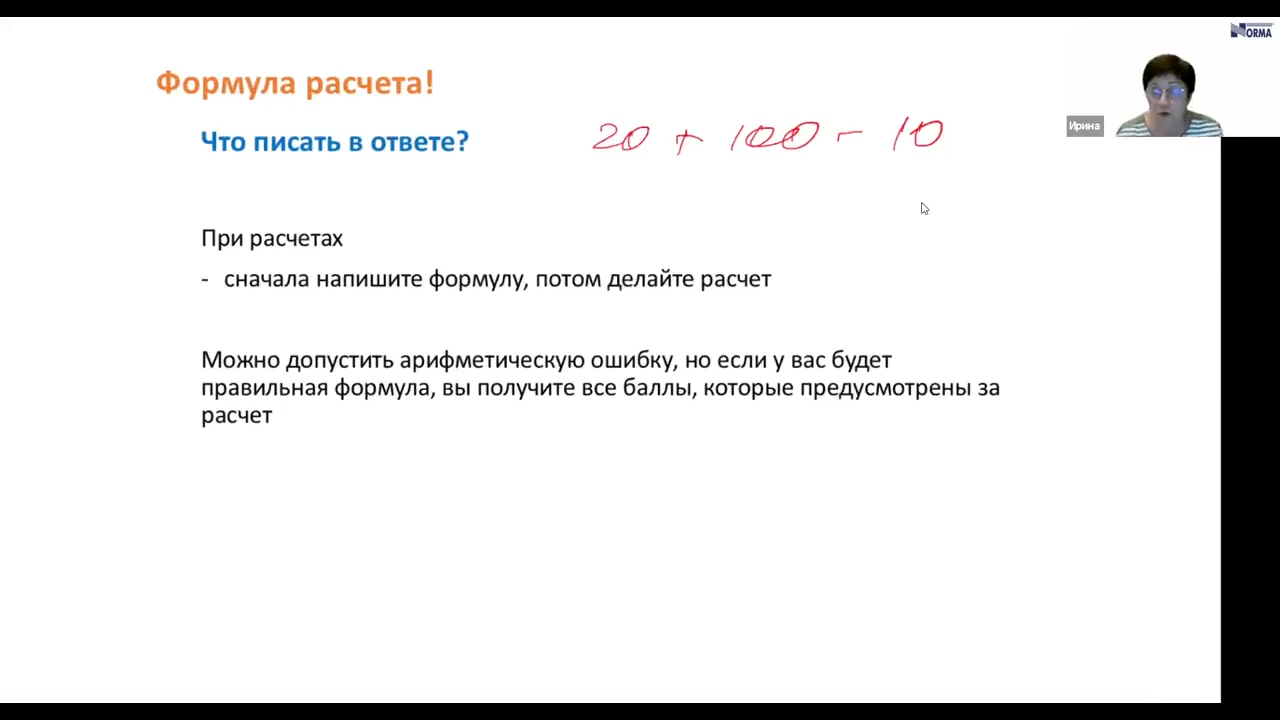 NORMA
Формула расчета!
Ирина
Что писать в ответе? 20 + 100 - 10
При расчетах
- сначала напишите формулу, потом делайте расчет
Можно допустить арифметическую ошибку, но если у вас будет
правильная формула, вы получите все баллы, которые предусмотрены за
расчет